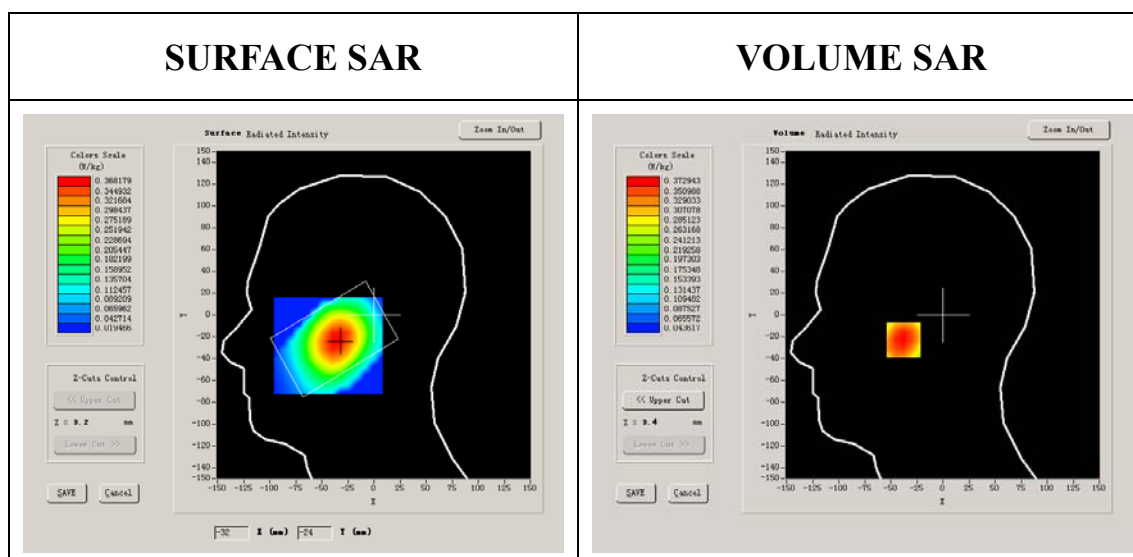 SURFACE SAR
VOLUME SAR
Surface Radiated Intensity
Zoom In/Out
Colors Scale
(W/kg)
0.368179
0.344932
0.321684
0.298437
0.275189
0.251942
0.228694
0.205447
0.182199
0.158952
0.135704
0.112457
0.089209
0.065962
0.042714
0.019466
150
140
120
100
80
60
40
20
0
-20
-40
-60
-80
-100
-120
-140
-150
Y
-150 -125 -100 -75 -50 -25 0 25 50 75 100 125 150
X
Z-Cuts Control
<< Upper Cut
Z = 3.2 mm
Lower Cut >>
SAVE Cancel
-32 X (mm) -24 Y (mm)
Volume Radiated Intensity
Zoom In/Out
Colors Scale
(W/kg)
0.372943
0.350988
0.329033
0.307078
0.285123
0.263168
0.241213
0.219258
0.197303
0.175348
0.153393
0.131437
0.109482
0.087527
0.065572
0.043617
150
140
120
100
80
60
40
20
0
-20
-40
-60
-80
-100
-120
-140
-150
Y
-150 -125 -100 -75 -50 -25 0 25 50 75 100 125 150
X
Z-Cuts Control
<< Upper Cut
Z = 3.4 mm
Lower Cut >>
SAVE Cancel